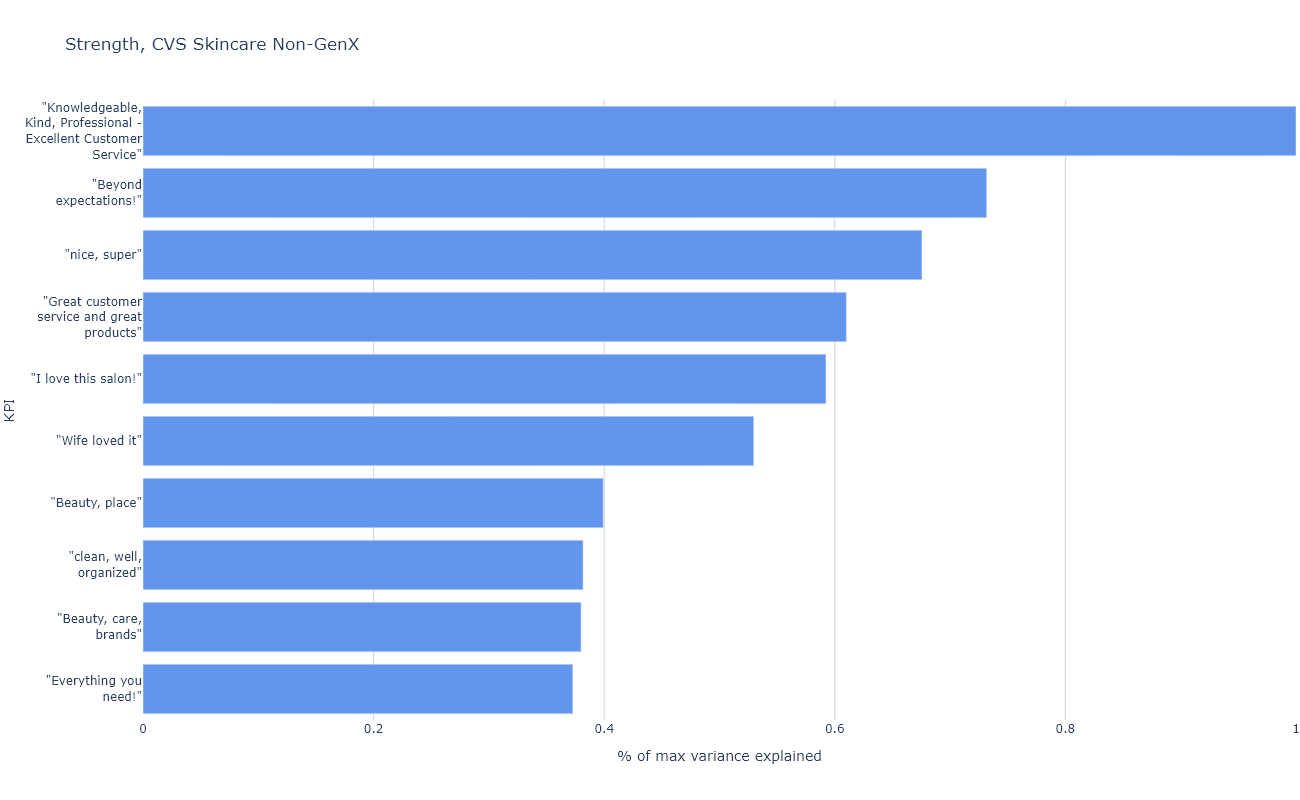 Strength, CVS Skincare Non-GenX
"Knowledgeable,
Kind, Professional -
Excellent Customer
Service"
"Beyond
expectations!"
"nice, super"
"Great customer
service and great
products"
"I love this salon!"
"Wife loved it"
"Beauty, place"
"clean, well,
organized"
"Beauty, care,
brands"
"Everything you
need!"
KPI
0 0.2 0.4 0.6 0.8 1
% of max variance explained